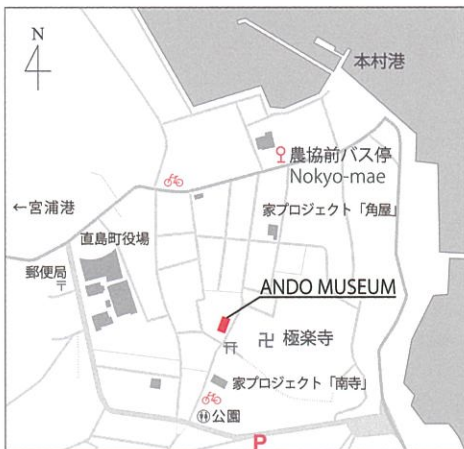 N
本村港
農協前バス停
Nokyo-mae
←宮浦港
家プロジェクト「角屋」
直島町役場
郵便局
〒
ANDO MUSEUM
卍 極楽寺
家プロジェクト「南寺」
公園
P